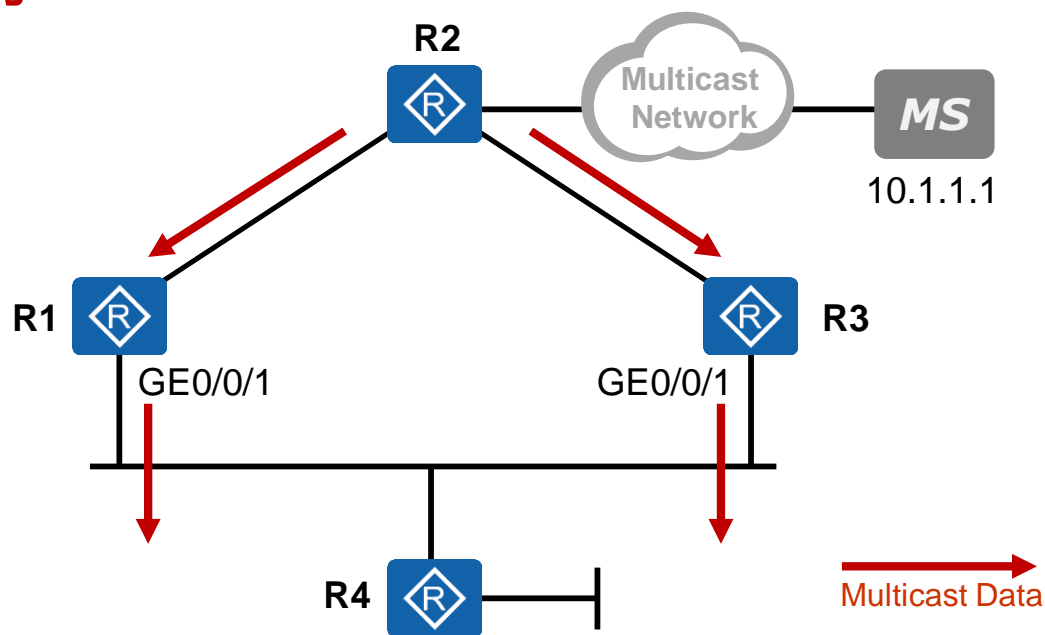 R2
Multicast
Network
MS
10.1.1.1
R
R1
R
R
R3
GE0/0/1
GE0/0/1
R4
R
Multicast Data